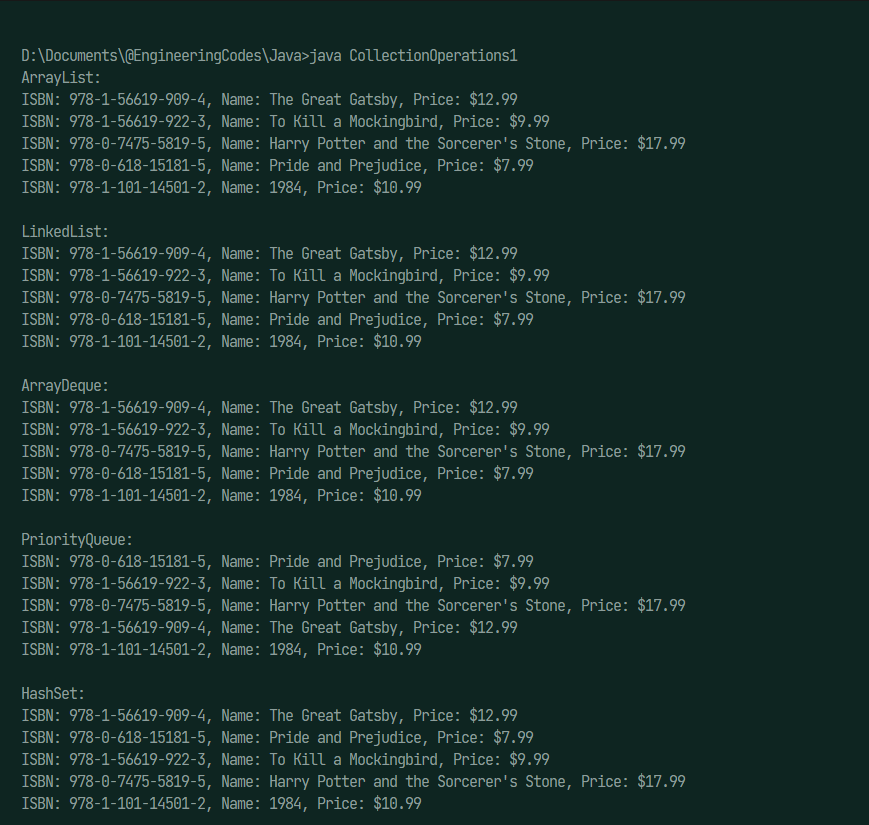 D:\Documents\@EngineeringCodes\Java>java CollectionOperations1
ArrayList:
ISBN: 978-1-56619-909-4, Name: The Great Gatsby, Price: $12.99
ISBN: 978-1-56619-922-3, Name: To Kill a Mockingbird, Price: $9.99
ISBN: 978-0-7475-5819-5, Name: Harry Potter and the Sorcerer's Stone, Price: $17.99
ISBN: 978-0-618-15181-5, Name: Pride and Prejudice, Price: $7.99
ISBN: 978-1-101-14501-2, Name: 1984, Price: $10.99

LinkedList:
ISBN: 978-1-56619-909-4, Name: The Great Gatsby, Price: $12.99
ISBN: 978-1-56619-922-3, Name: To Kill a Mockingbird, Price: $9.99
ISBN: 978-0-7475-5819-5, Name: Harry Potter and the Sorcerer's Stone, Price: $17.99
ISBN: 978-0-618-15181-5, Name: Pride and Prejudice, Price: $7.99
ISBN: 978-1-101-14501-2, Name: 1984, Price: $10.99

ArrayDeque:
ISBN: 978-1-56619-909-4, Name: The Great Gatsby, Price: $12.99
ISBN: 978-1-56619-922-3, Name: To Kill a Mockingbird, Price: $9.99
ISBN: 978-0-7475-5819-5, Name: Harry Potter and the Sorcerer's Stone, Price: $17.99
ISBN: 978-0-618-15181-5, Name: Pride and Prejudice, Price: $7.99
ISBN: 978-1-101-14501-2, Name: 1984, Price: $10.99

PriorityQueue:
ISBN: 978-0-618-15181-5, Name: Pride and Prejudice, Price: $7.99
ISBN: 978-1-56619-922-3, Name: To Kill a Mockingbird, Price: $9.99
ISBN: 978-0-7475-5819-5, Name: Harry Potter and the Sorcerer's Stone, Price: $17.99
ISBN: 978-1-56619-909-4, Name: The Great Gatsby, Price: $12.99
ISBN: 978-1-101-14501-2, Name: 1984, Price: $10.99

HashSet:
ISBN: 978-1-56619-909-4, Name: The Great Gatsby, Price: $12.99
ISBN: 978-0-618-15181-5, Name: Pride and Prejudice, Price: $7.99
ISBN: 978-1-56619-922-3, Name: To Kill a Mockingbird, Price: $9.99
ISBN: 978-0-7475-5819-5, Name: Harry Potter and the Sorcerer's Stone, Price: $17.99
ISBN: 978-1-101-14501-2, Name: 1984, Price: $10.99